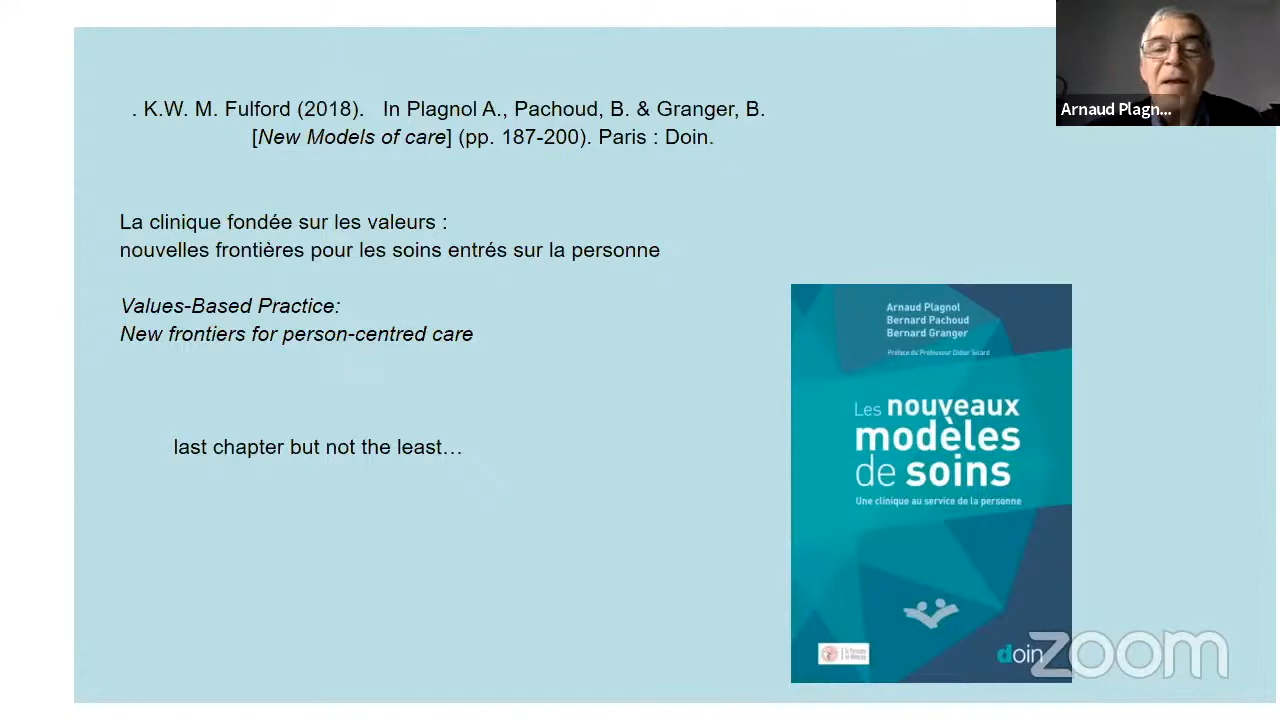 . K.W. M. Fulford (2018). In Plagnol A., Pachoud, B. & Granger, B.
[New Models of care] (pp. 187-200). Paris : Doin.
La clinique fondée sur les valeurs :
nouvelles frontières pour les soins entrés sur la personne
Values-Based Practice:
New frontiers for person-centred care
last chapter but not the least…
Arnaud Plagn...
Arnaud Plagnol
Bernard Pachoud
Bernard Granger
Préface du Professeur Didier Sicard
Les nouveaux
modèles
de soins
Une clinique au service de la personne
doin
zoom